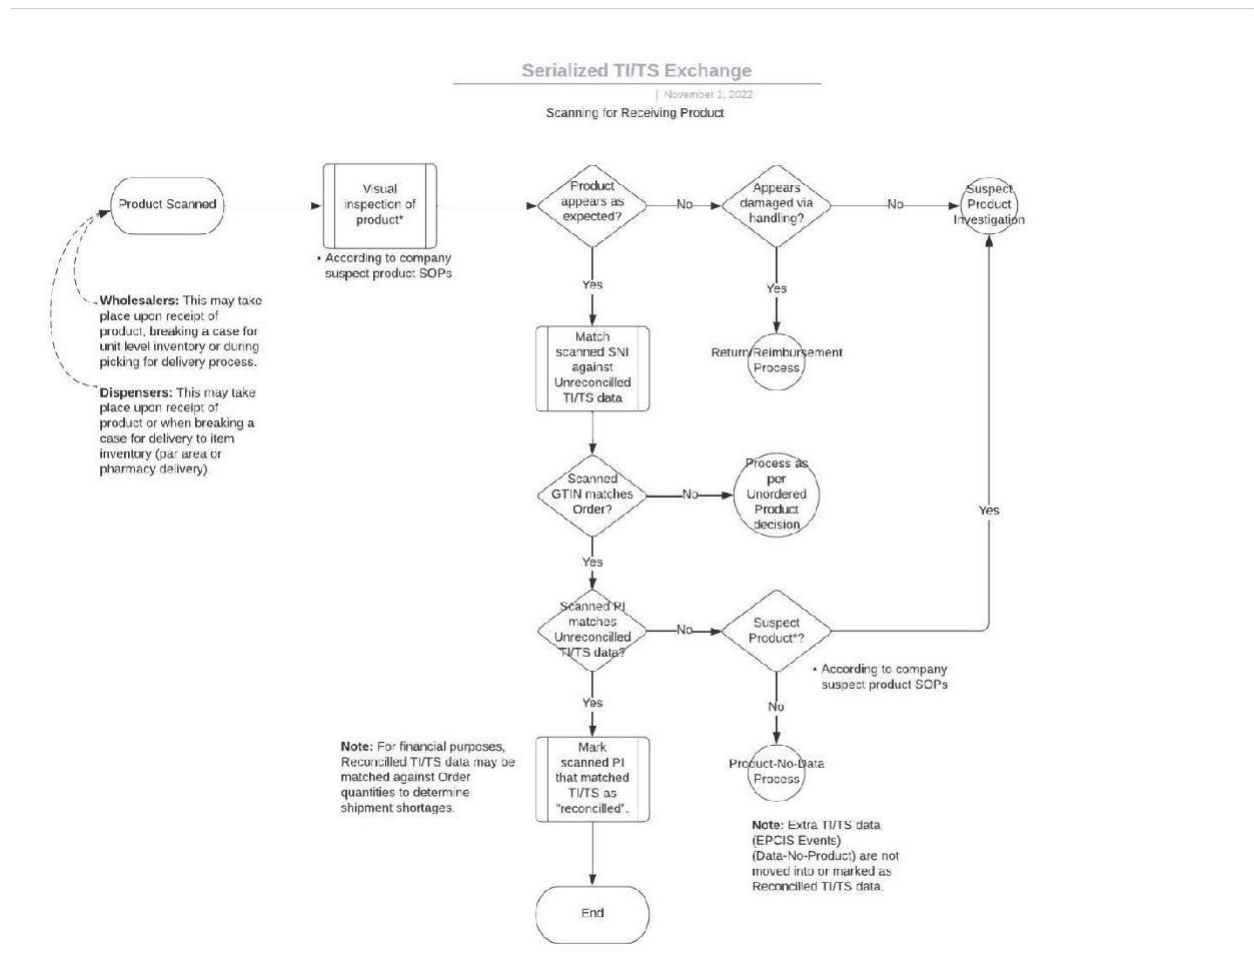 Serialized TI/TS Exchange
| November 1, 2022
Scanning for Receiving Product
Product Scanned
Visual
inspection of
product*
• According to company
suspect product SOPs
Product
appears as
expected?
No
Appears
damaged via
handling?
No
Suspect
Product
Investigation
Yes
Yes
Wholesalers: This may take
place upon receipt of
product, breaking a case for
unit level inventory or during
picking for delivery process.
Dispensers: This may take
place upon receipt of
product or when breaking a
case for delivery to item
inventory (par area or
pharmacy delivery)
Match
scanned SNI
against
Unreconcilled
TI/TS data
Return/Reimbursement
Process
Scanned
GTIN matches
Order?
No
Process as
per
Unordered
Product
decision
Yes
Yes
Scanned PI
matches
Unreconcilled
TI/TS data?
No
Suspect
Product*?
• According to company
suspect product SOPs
Yes
No
Note: For financial purposes,
Reconcilled TI/TS data may be
matched against Order
quantities to determine
shipment shortages.
Mark
scanned PI
that matched
TI/TS as
"reconcilled".
Product-No-Data
Process
Note: Extra TI/TS data
(EPCIS Events)
(Data-No-Product) are not
moved into or marked as
Reconcilled TI/TS data.
End